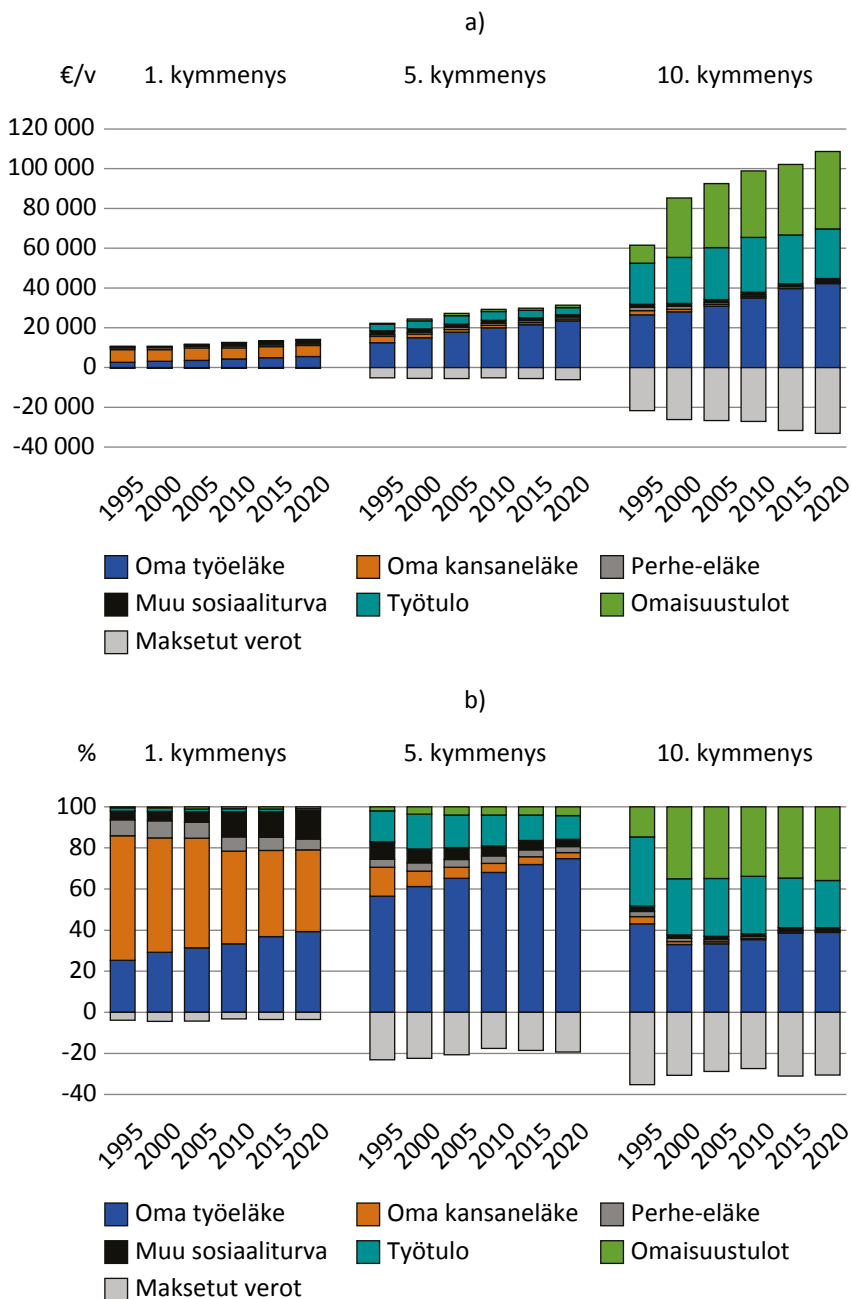 a)
€/v 1. kymmenys 5. kymmenys 10. kymmenys
120 000
100 000
80 000
60 000
40 000
20 000
0
-20 000
-40 000
1995 2000 2005 2010 2015 2020 1995 2000 2005 2010 2015 2020 1995 2000 2005 2010 2015 2020
Oma työeläke Oma kansaneläke Perhe-eläke
Muu sosiaaliturva Työtulo Omaisuustulot
Maksetut verot
b)
% 1. kymmenys 5. kymmenys 10. kymmenys
100
80
60
40
20
0
-20
-40
1995 2000 2005 2010 2015 2020 1995 2000 2005 2010 2015 2020 1995 2000 2005 2010 2015 2020
Oma työeläke Oma kansaneläke Perhe-eläke
Muu sosiaaliturva Työtulo Omaisuustulot
Maksetut verot